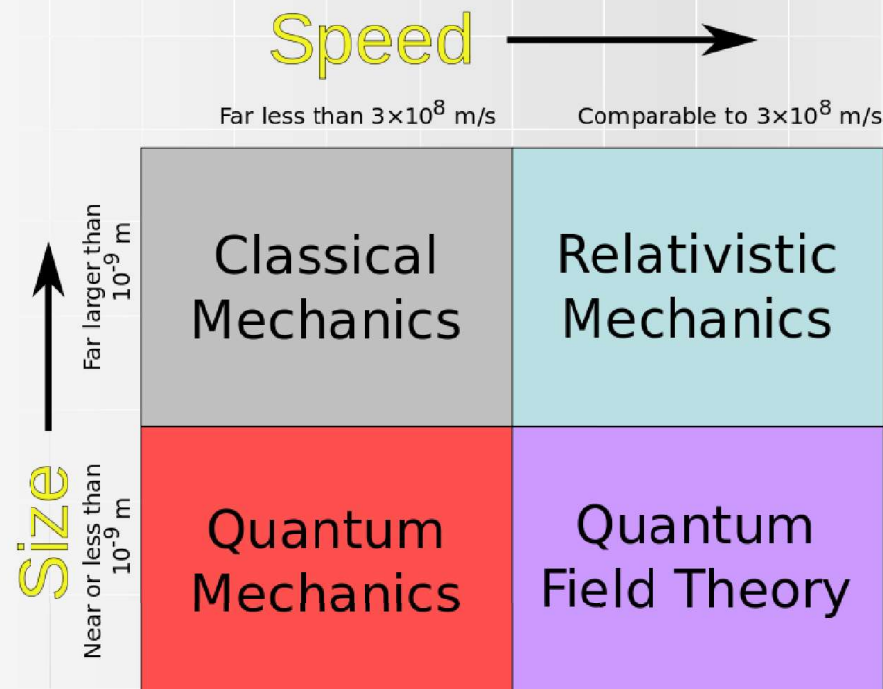 Speed
Far less than 3×10⁸ m/s
Comparable to 3×10⁸ m/s
Far larger than
10⁻⁹ m
Classical
Mechanics
Relativistic
Mechanics
Size
Near or less than
10⁻⁹ m
Quantum
Mechanics
Quantum
Field Theory